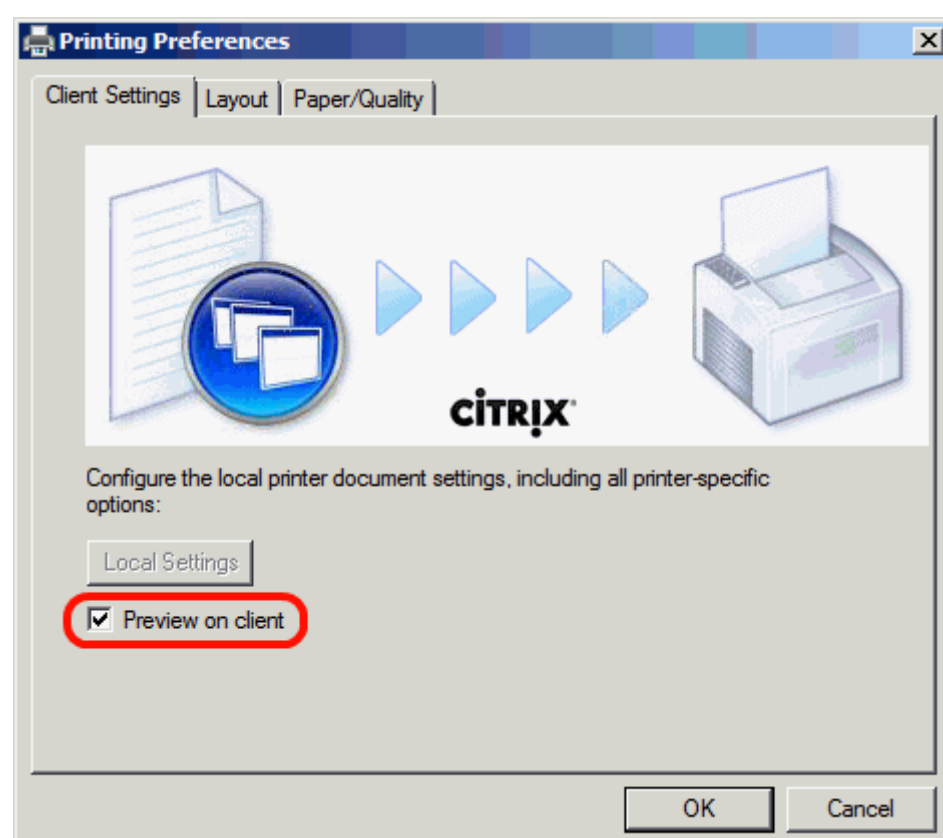 Printing Preferences
Client Settings
Layout
Paper/Quality
CiTRIX
Configure the local printer document settings, including all printer-specific
options:
Local Settings
Preview on client
OK
Cancel